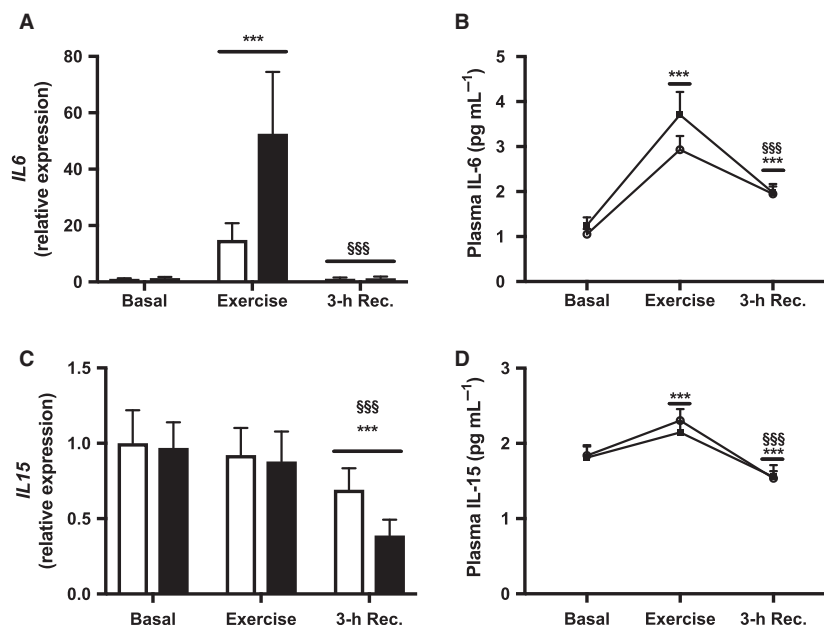 A
IL6
(relative expression)
80
60
40
20
0
***
§§§
Basal
Exercise
3-h Rec.
B
Plasma IL-6 (pg mL⁻¹)
5
4
3
2
1
0
***
§§§
***
Basal
Exercise
3-h Rec.
C
IL15
(relative expression)
1.5
1.0
0.5
0.0
§§§
***
Basal
Exercise
3-h Rec.
D
Plasma IL-15 (pg mL⁻¹)
3
2
1
0
***
§§§
***
Basal
Exercise
3-h Rec.